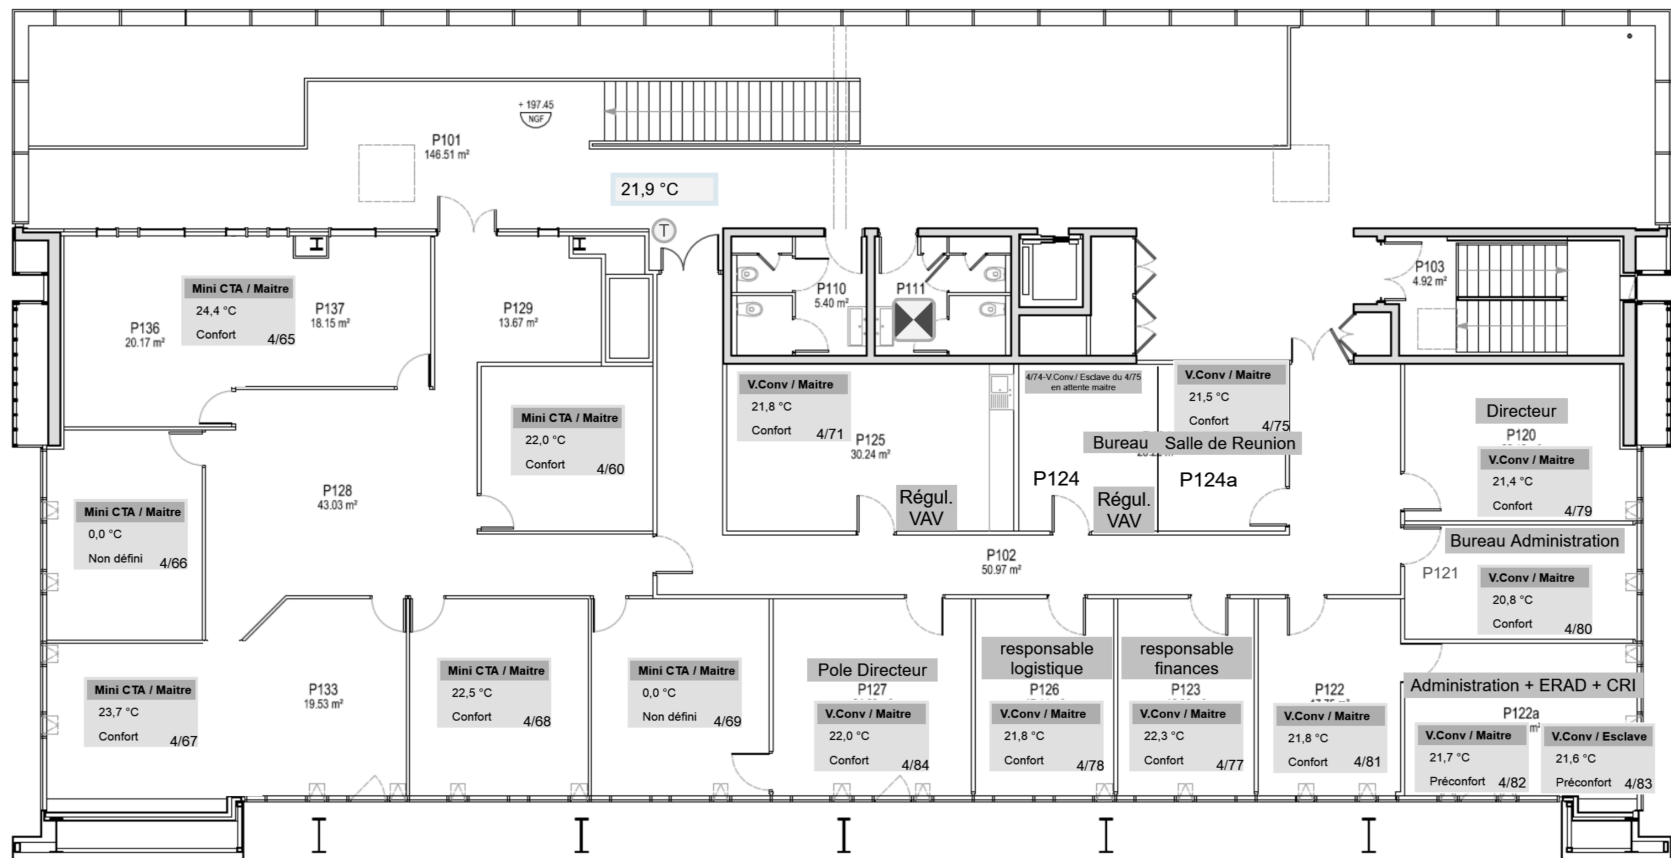 + 197.45
NGF
P101
146.51 m²
21,9 °C
T
P103
4.92 m²
Mini CTA / Maitre
24,4 °C
Confort
4/65
P137
18.15 m²
P136
20.17 m²
P129
13.67 m²
P110
5.40 m²
P111
Mini CTA / Maitre
22,0 °C
Confort
4/60
V.Conv / Maitre
21,8 °C
Confort
4/71
P125
30.24 m²
Régul.
VAV
4/74-V.Conv./ Esclave du 4/75
en attente maitre
V.Conv / Maitre
21,5 °C
Confort
4/75
Bureau
Salle de Reunion
P124
P124a
Régul.
VAV
Directeur
P120
V.Conv / Maitre
21,4 °C
Confort
4/79
P128
43.03 m²
Mini CTA / Maitre
0,0 °C
Non défini
4/66
P102
50.97 m²
Bureau Administration
P121
V.Conv / Maitre
20,8 °C
Confort
4/80
Mini CTA / Maitre
23,7 °C
Confort
4/67
P133
19.53 m²
Mini CTA / Maitre
22,5 °C
Confort
4/68
Mini CTA / Maitre
0,0 °C
Non défini
4/69
Pole Directeur
P127
V.Conv / Maitre
22,0 °C
Confort
4/84
responsable
logistique
P126
V.Conv / Maitre
21,8 °C
Confort
4/78
responsable
finances
P123
V.Conv / Maitre
22,3 °C
Confort
4/77
P122
V.Conv / Maitre
21,8 °C
Confort
4/81
Administration + ERAD + CRI
P122a
m²
V.Conv / Maitre
21,7 °C
Préconfort
4/82
V.Conv / Esclave
21,6 °C
Préconfort
4/83